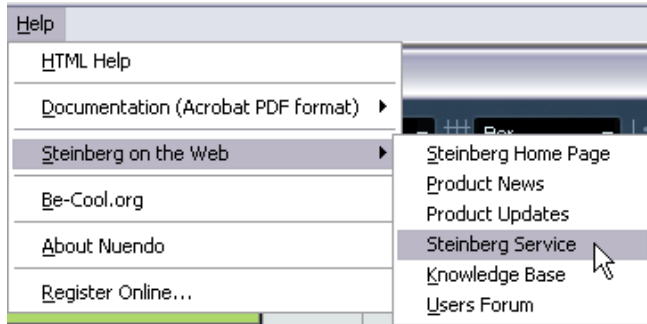 Help
HTML Help
Documentation (Acrobat PDF format)
Steinberg on the Web
Be-Cool.org
About Nuendo
Register Online...
Steinberg Home Page
Product News
Product Updates
Steinberg Service
Knowledge Base
Users Forum